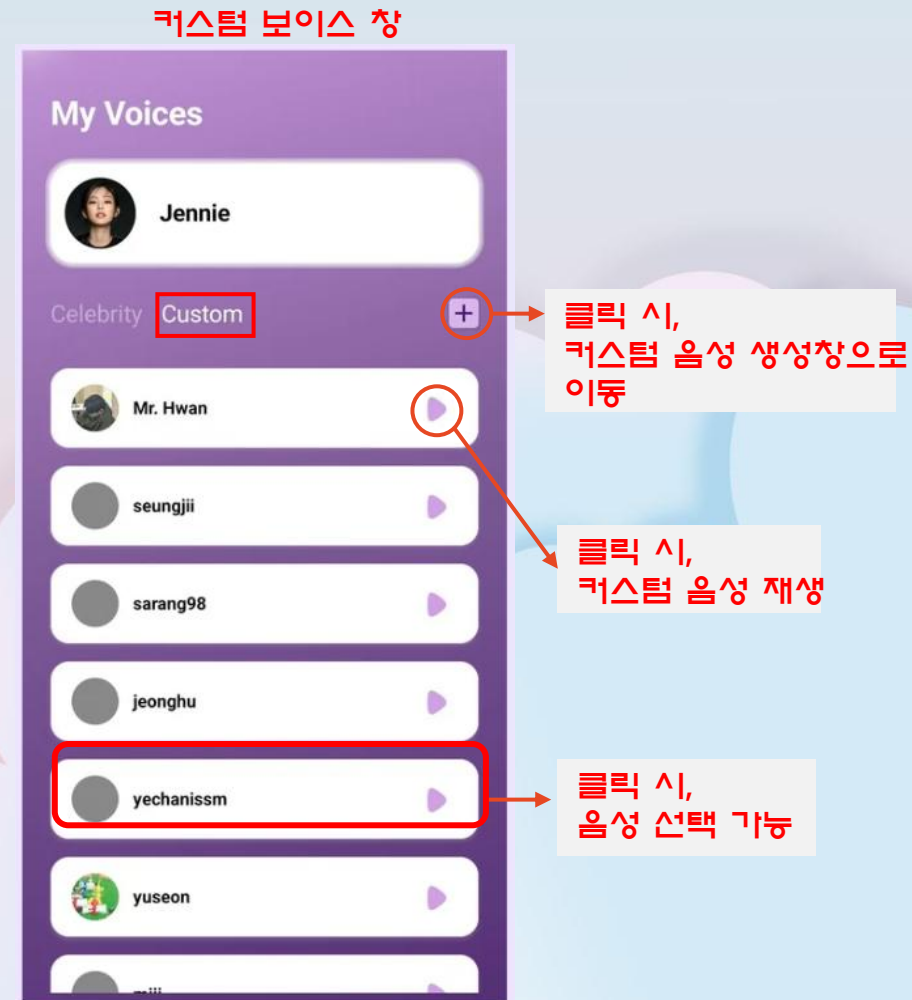 커스텀 보이스 창
My Voices
Jennie
Celebrity Custom
+
클릭 시,
커스텀 음성 생성창으로
이동
Mr. Hwan
seungjii
클릭 시,
커스텀 음성 재생
sarang98
jeonghu
클릭 시,
음성 선택 가능
yechanissm
yuseon